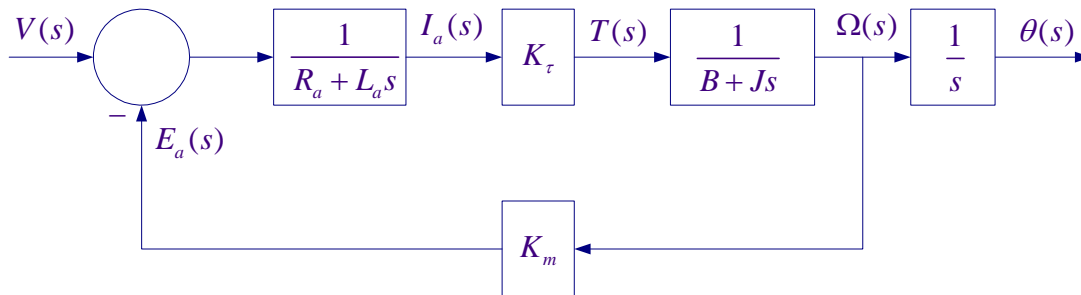 V(s)
1
R_a + L_a s
I_a(s)
K_τ
T(s)
1
B + Js
Ω(s)
1
s
θ(s)
−
E_a(s)
K_m